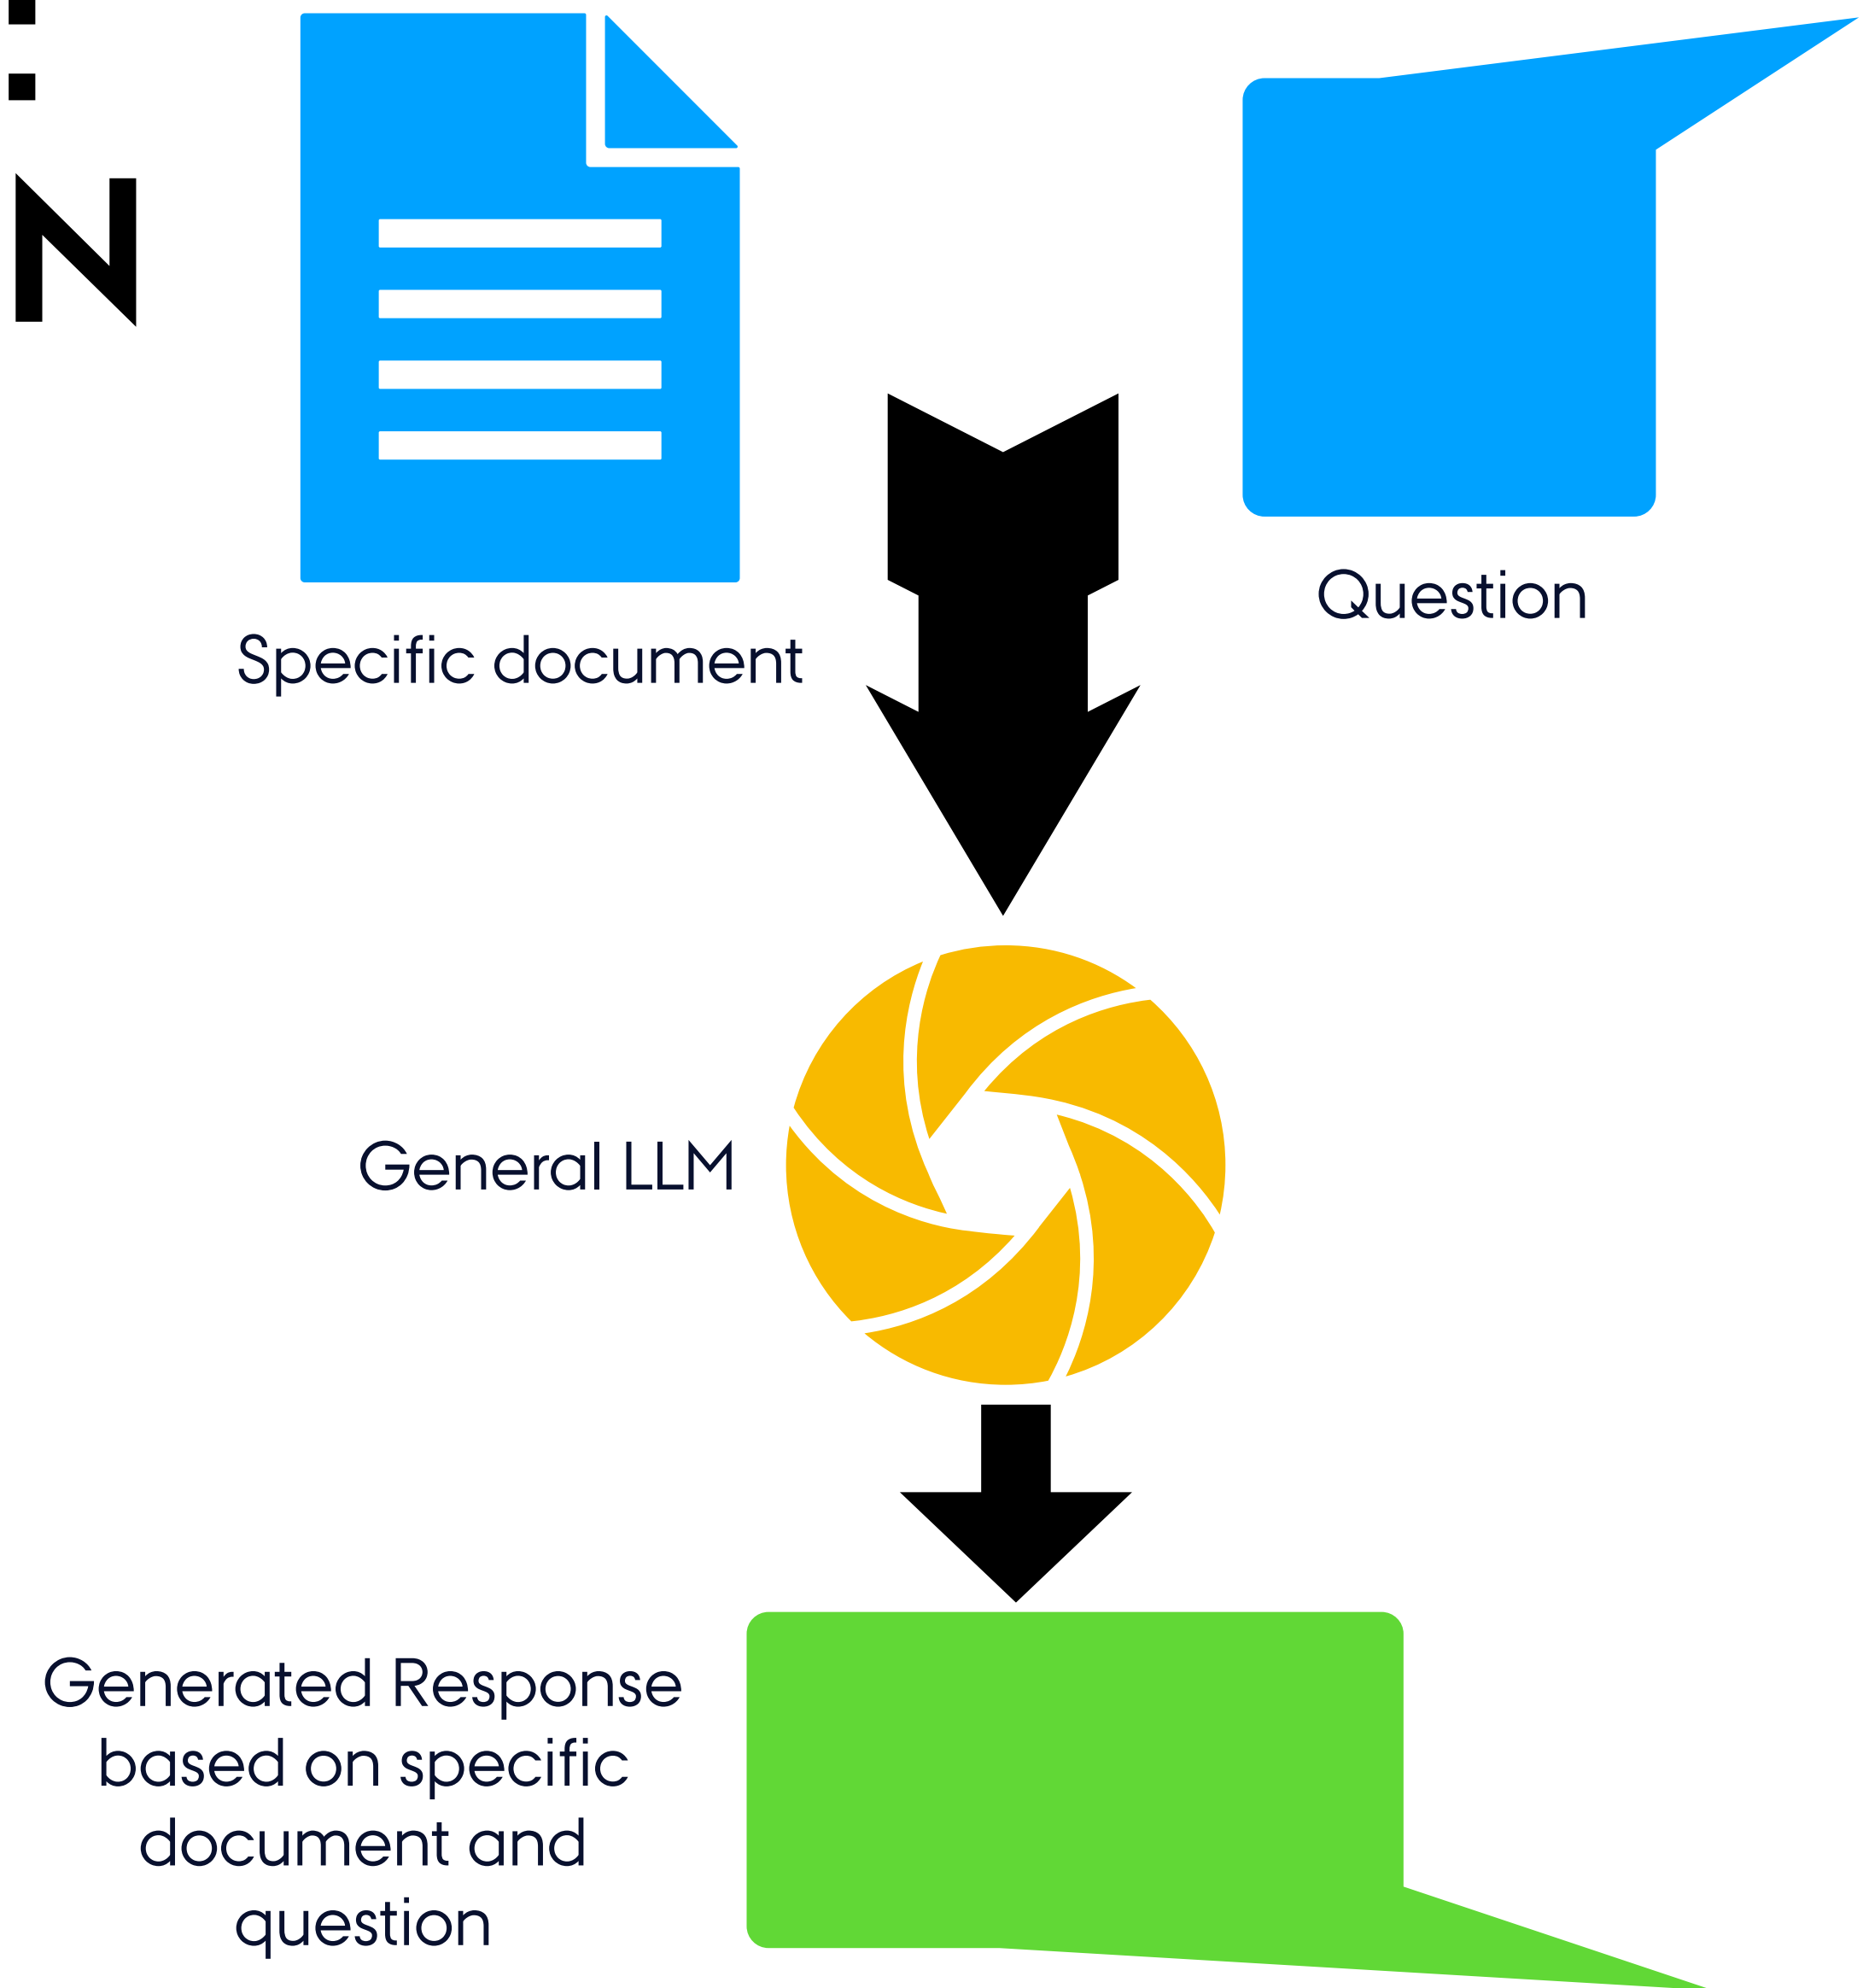 N
Question
Specific document
General LLM
Generated Response
based on specific
document and
question